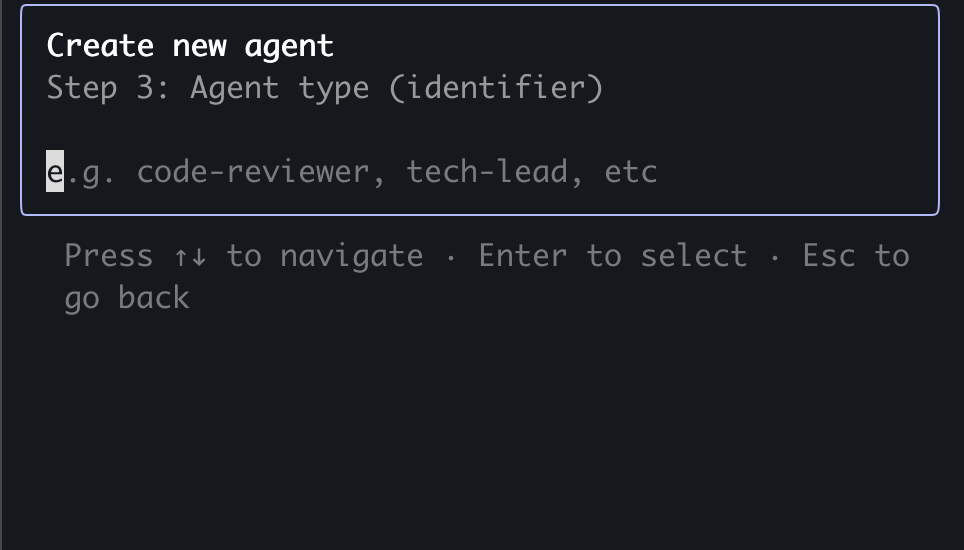 Create new agent
Step 3: Agent type (identifier)
e.g. code-reviewer, tech-lead, etc
Press ↑↓ to navigate · Enter to select · Esc to
go back